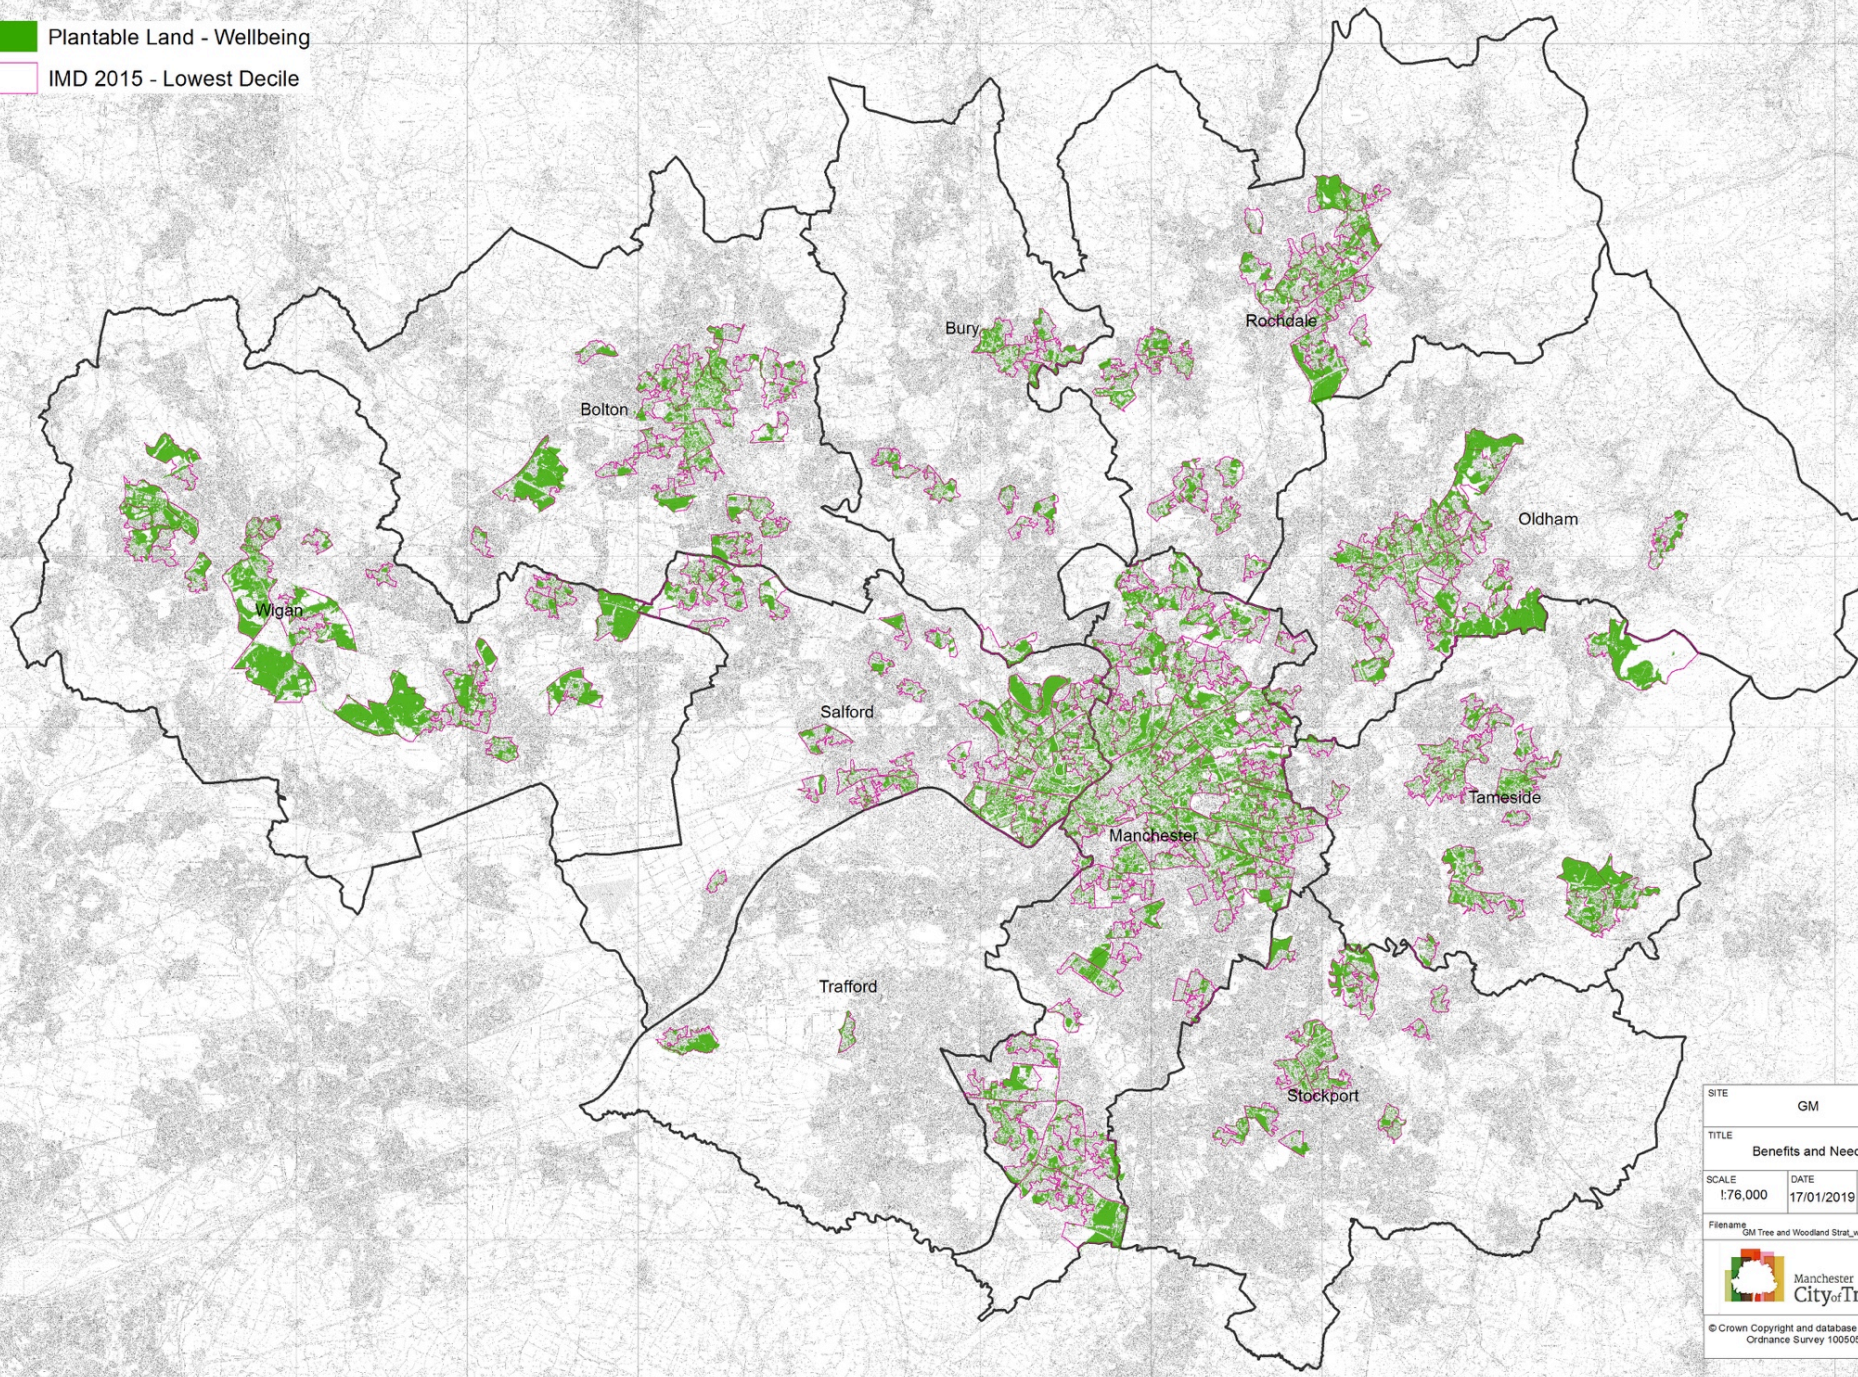 Plantable Land - Wellbeing
IMD 2015 - Lowest Decile
Rochdale
Bury
Bolton
Oldham
Wigan
Salford
Tameside
Manchester
Trafford
Stockport
SITE
GM
TITLE
Benefits and Need
SCALE
!:76,000
DATE
17/01/2019
Filename
GM Tree and Woodland Strat_w
Manchester
City of Tr
© Crown Copyright and database
Ordnance Survey 100505